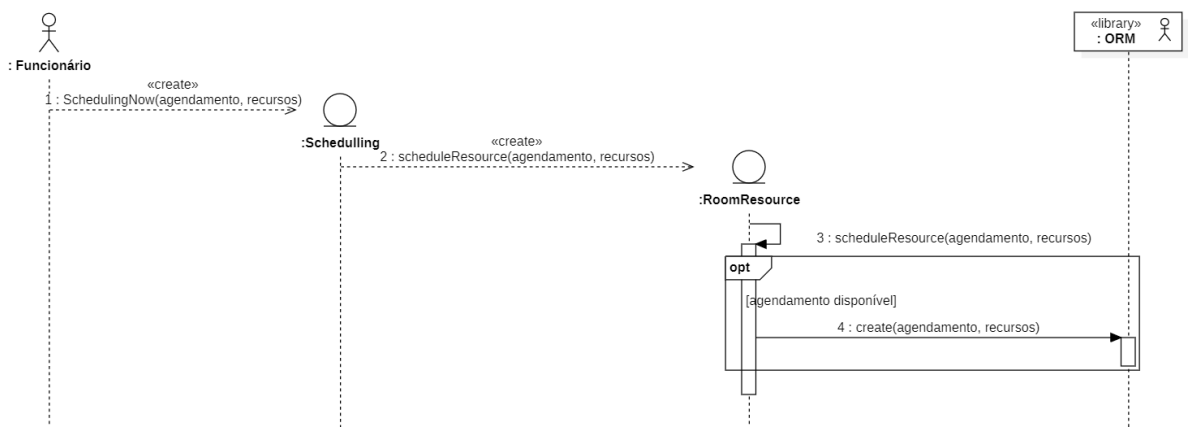 «library»
: ORM
: Funcionário
«create»
1 : SchedulingNow(agendamento, recursos)
:Schedulling
«create»
2 : scheduleResource(agendamento, recursos)
:RoomResource
3 : scheduleResource(agendamento, recursos)
opt
[agendamento disponível]
4 : create(agendamento, recursos)